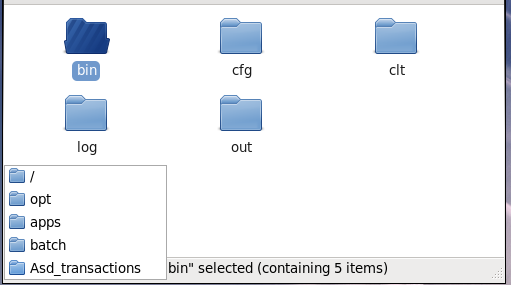 bin
cfg
clt
log
out
/
opt
apps
batch
Asd_transactions
bin" selected (containing 5 items)